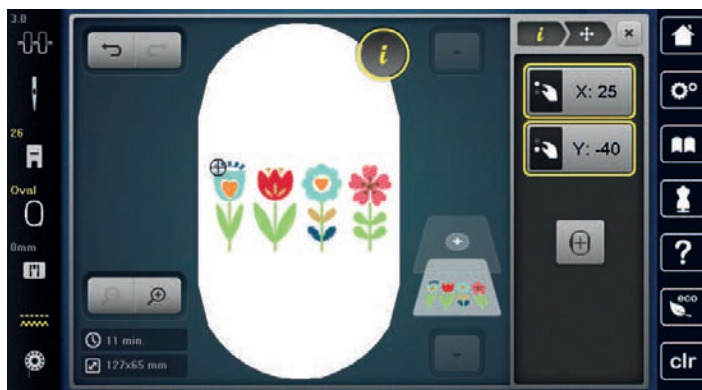 3.0
26
Oval
0mm
11 min.
127x65 mm
i
i
X: 25
Y: -40
?
eco
clr